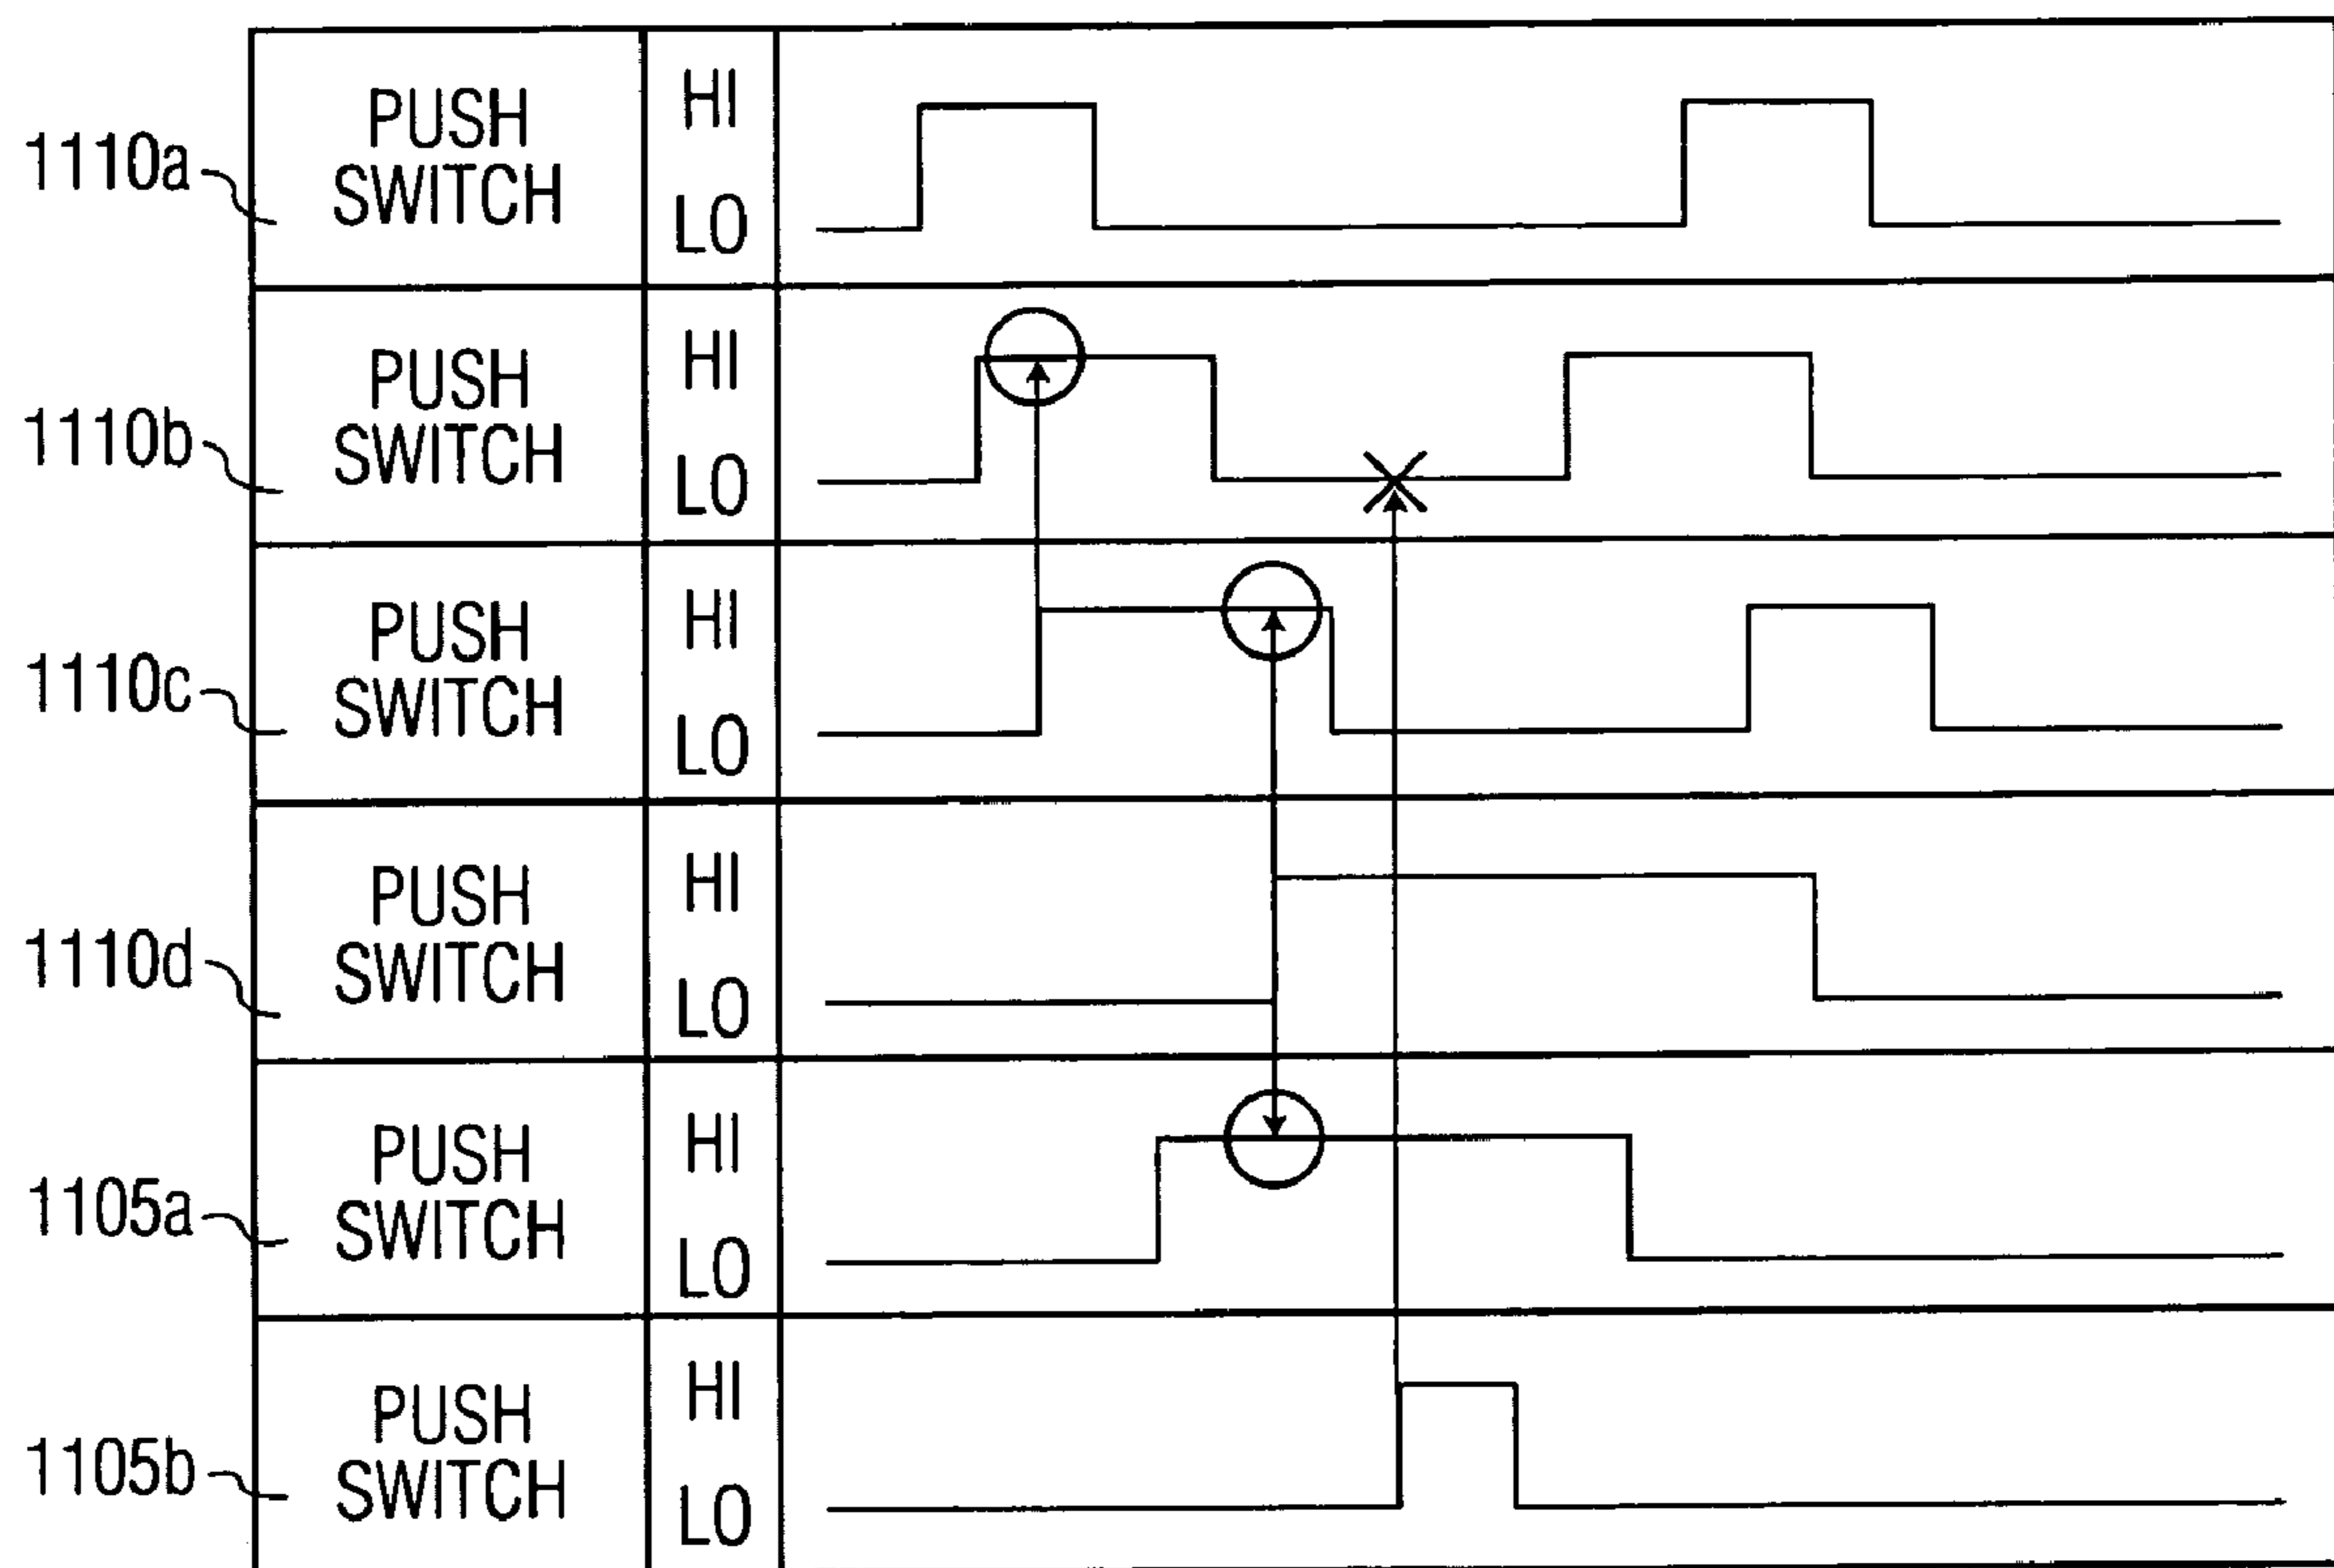 1110a
PUSH
SWITCH
HI
LO
1110b
PUSH
SWITCH
HI
LO
1110c
PUSH
SWITCH
HI
LO
1110d
PUSH
SWITCH
HI
LO
1105a
PUSH
SWITCH
HI
LO
1105b
PUSH
SWITCH
HI
LO